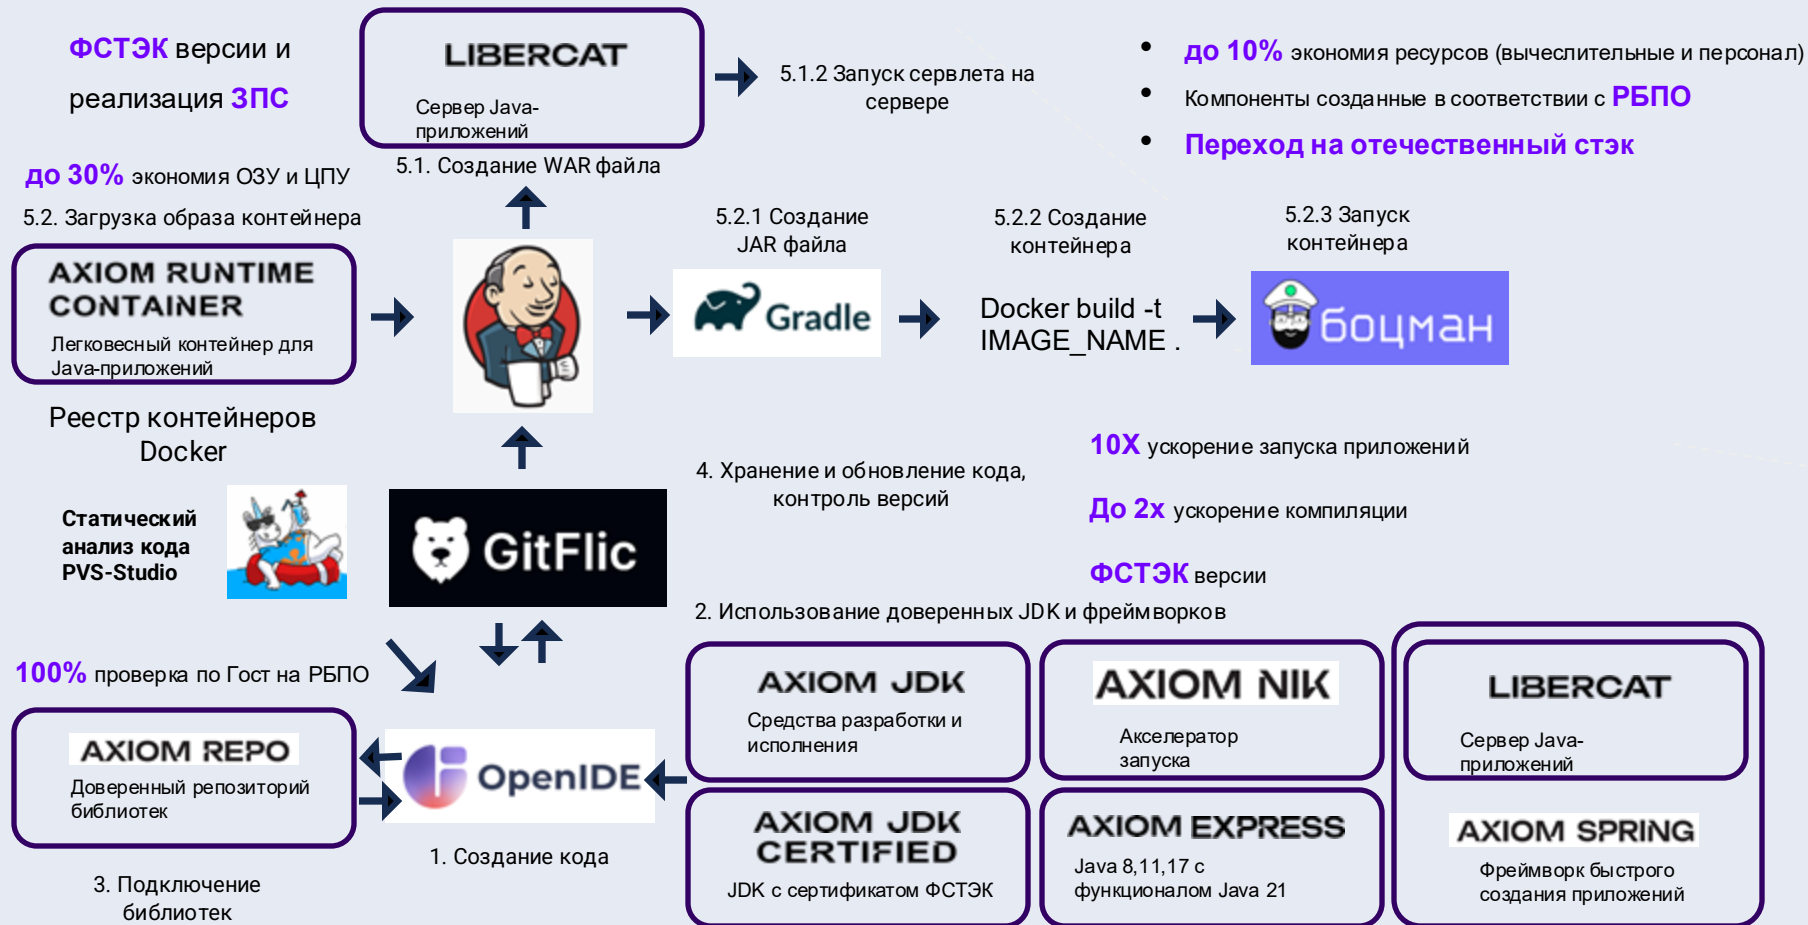 ФСТЭК версии и
реализация ЗПС
LIBERCAT
Сервер Java-
приложений
5.1.2 Запуск сервлета на
сервере
• до 10% экономия ресурсов (вычеслительные и персонал)
• Компоненты созданные в соответствии с РБПО
• Переход на отечественный стэк
5.1. Создание WAR файла
до 30% экономия ОЗУ и ЦПУ
5.2. Загрузка образа контейнера
AXIOM RUNTIME
CONTAINER
Легковесный контейнер для
Java-приложений
5.2.1 Создание
JAR файла
Gradle
5.2.2 Создание
контейнера
Docker build -t
IMAGE_NAME .
5.2.3 Запуск
контейнера
боцман
Реестр контейнеров
Docker
Статический
анализ кода
PVS-Studio
GitFlic
4. Хранение и обновление кода,
контроль версий
10X ускорение запуска приложений
До 2x ускорение компиляции
ФСТЭК версии
2. Использование доверенных JDK и фреймворков
100% проверка по Гост на РБПО
AXIOM REPO
Доверенный репозиторий
библиотек
3. Подключение
библиотек
OpenIDE
1. Создание кода
AXIOM JDK
Средства разработки и
исполнения
AXIOM NIK
Акселератор
запуска
LIBERCAT
Сервер Java-
приложений
AXIOM JDK
CERTIFIED
JDK с сертификатом ФСТЭК
AXIOM EXPRESS
Java 8,11,17 с
функционалом Java 21
AXIOM SPRING
Фреймворк быстрого
создания приложений